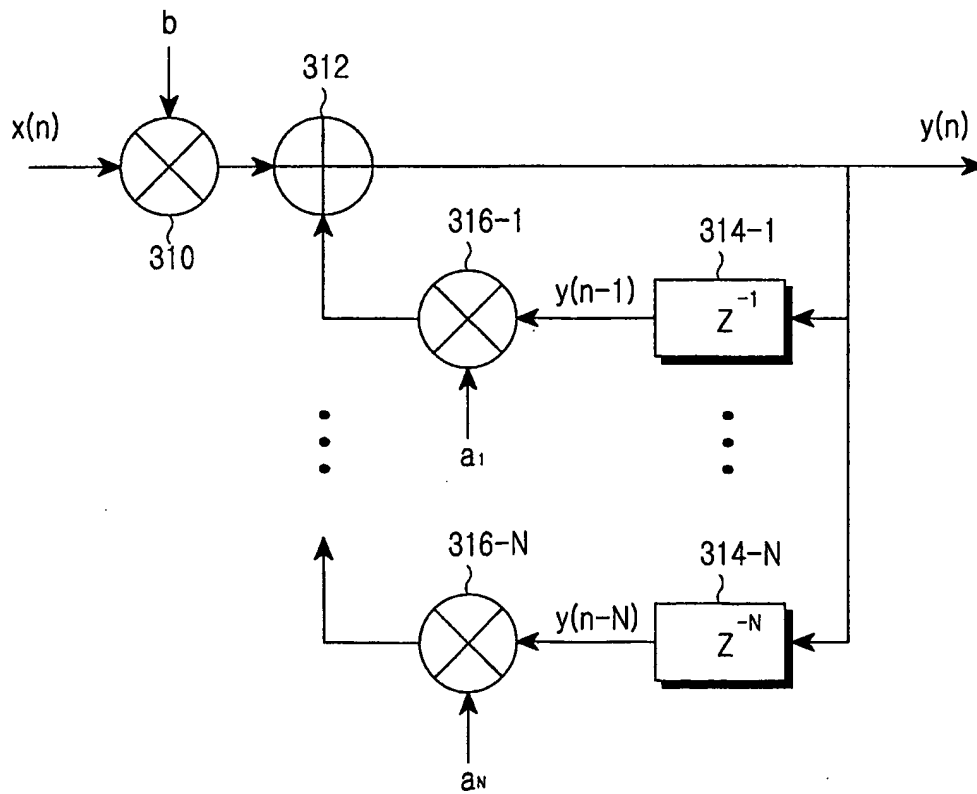 b
312
x(n)
y(n)
310
316-1
314-1
y(n-1)
Z⁻¹
a₁
316-N
314-N
y(n-N)
Z⁻ᴺ
aN